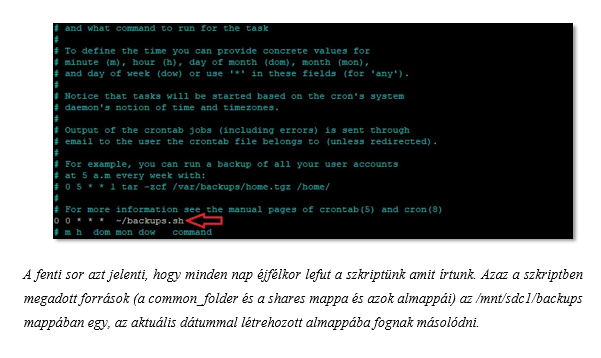 # and what command to run for the task
#
# To define the time you can provide concrete values for
# minute (m), hour (h), day of month (dom), month (mon),
# and day of week (dow) or use '*' in these fields (for 'any').
#
# Notice that tasks will be started based on the cron's system
# daemon's notion of time and timezones.
#
# Output of the crontab jobs (including errors) is sent through
# email to the user the crontab file belongs to (unless redirected).
#
# For example, you can run a backup of all your user accounts
# at 5 a.m every week with:
# 0 5 * * 1 tar -zcf /var/backups/home.tgz /home/
#
# For more information see the manual pages of crontab(5) and cron(8)
0 0 * * * ~/backups.sh
# m h  dom mon dow   command
A fenti sor azt jelenti, hogy minden nap éjfélkor lefut a szkriptünk amit írtunk. Azaz a szkriptben
megadott források (a common_folder és a shares mappa és azok almappái) az /mnt/sdc1/backups
mappában egy, az aktuális dátummal létrehozott almappába fognak másolódni.